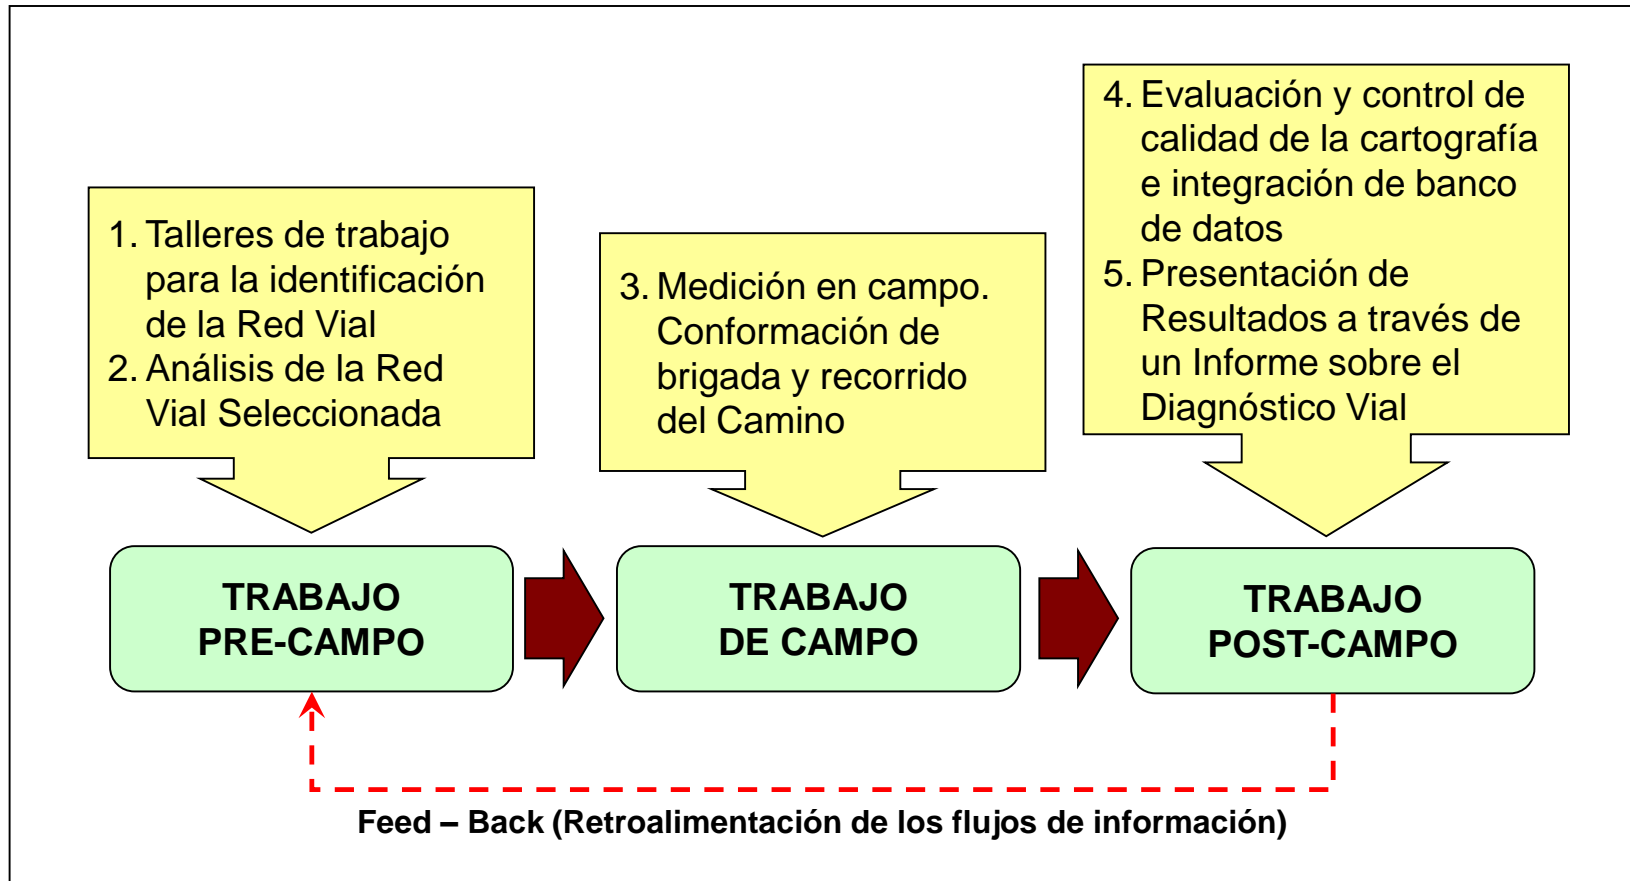 1. Talleres de trabajo
para la identificación
de la Red Vial
2. Análisis de la Red
Vial Seleccionada
3. Medición en campo.
Conformación de
brigada y recorrido
del Camino
4. Evaluación y control de
calidad de la cartografía
e integración de banco
de datos
5. Presentación de
Resultados a través de
un Informe sobre el
Diagnóstico Vial
TRABAJO
PRE-CAMPO
TRABAJO
DE CAMPO
TRABAJO
POST-CAMPO
Feed – Back (Retroalimentación de los flujos de información)